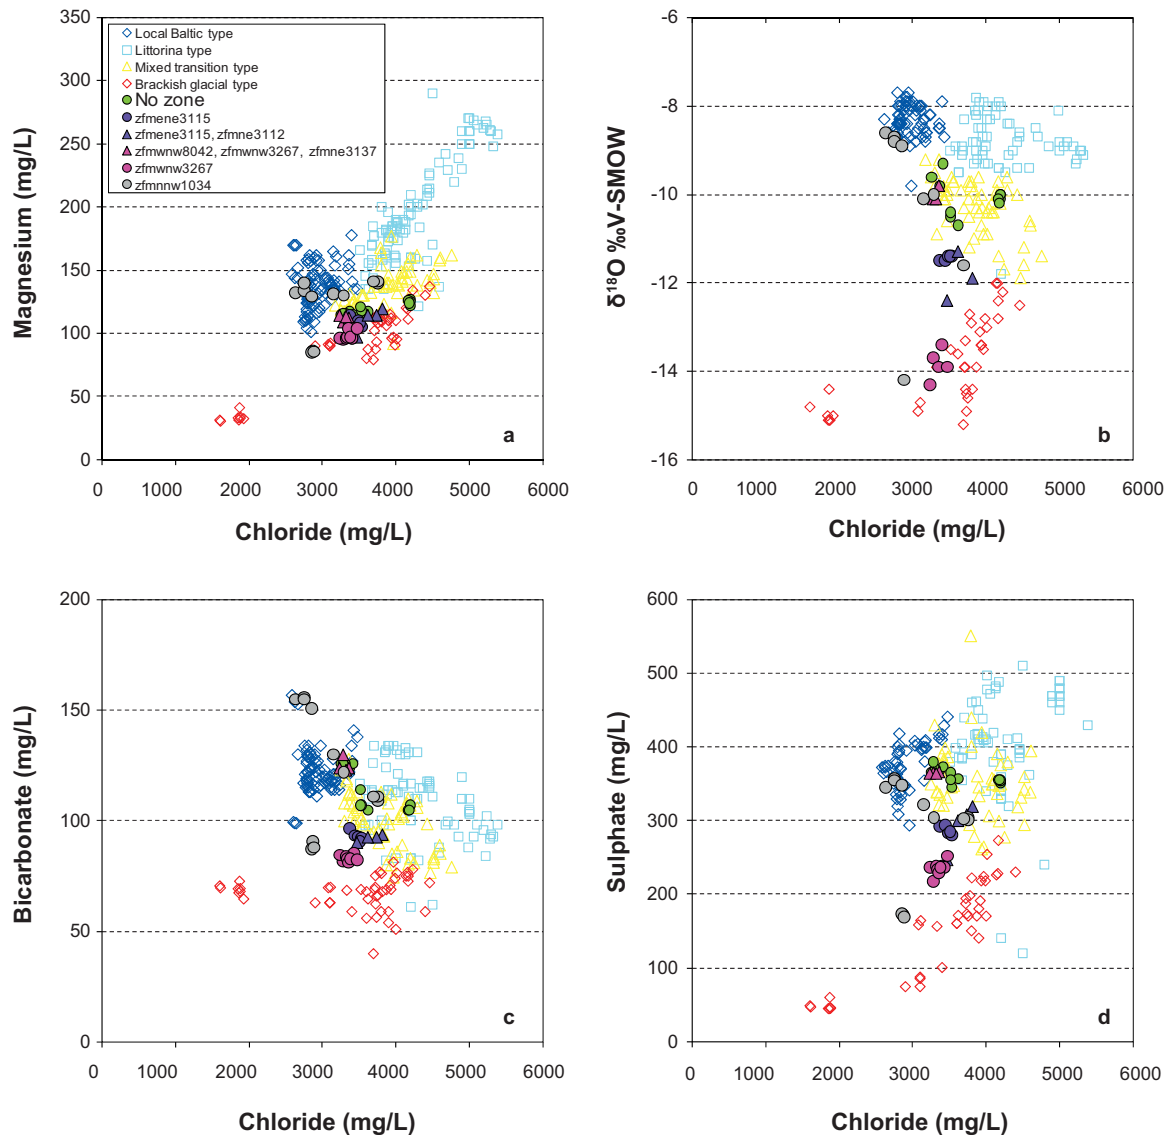 350
300
250
200
150
100
50
0
Magnesium (mg/L)
Local Baltic type
Littorina type
Mixed transition type
Brackish glacial type
No zone
zfmene3115
zfmene3115, zfmne3112
zfmwnw8042, zfmwnw3267, zfmne3137
zfmwnw3267
zfmnnw1034
a
0 1000 2000 3000 4000 5000 6000
Chloride (mg/L)
-6
-8
-10
-12
-14
-16
δ¹⁸O ‰V-SMOW
b
0 1000 2000 3000 4000 5000 6000
Chloride (mg/L)
200
150
100
50
0
Bicarbonate (mg/L)
c
0 1000 2000 3000 4000 5000 6000
Chloride (mg/L)
600
500
400
300
200
100
0
Sulphate (mg/L)
d
0 1000 2000 3000 4000 5000 6000
Chloride (mg/L)